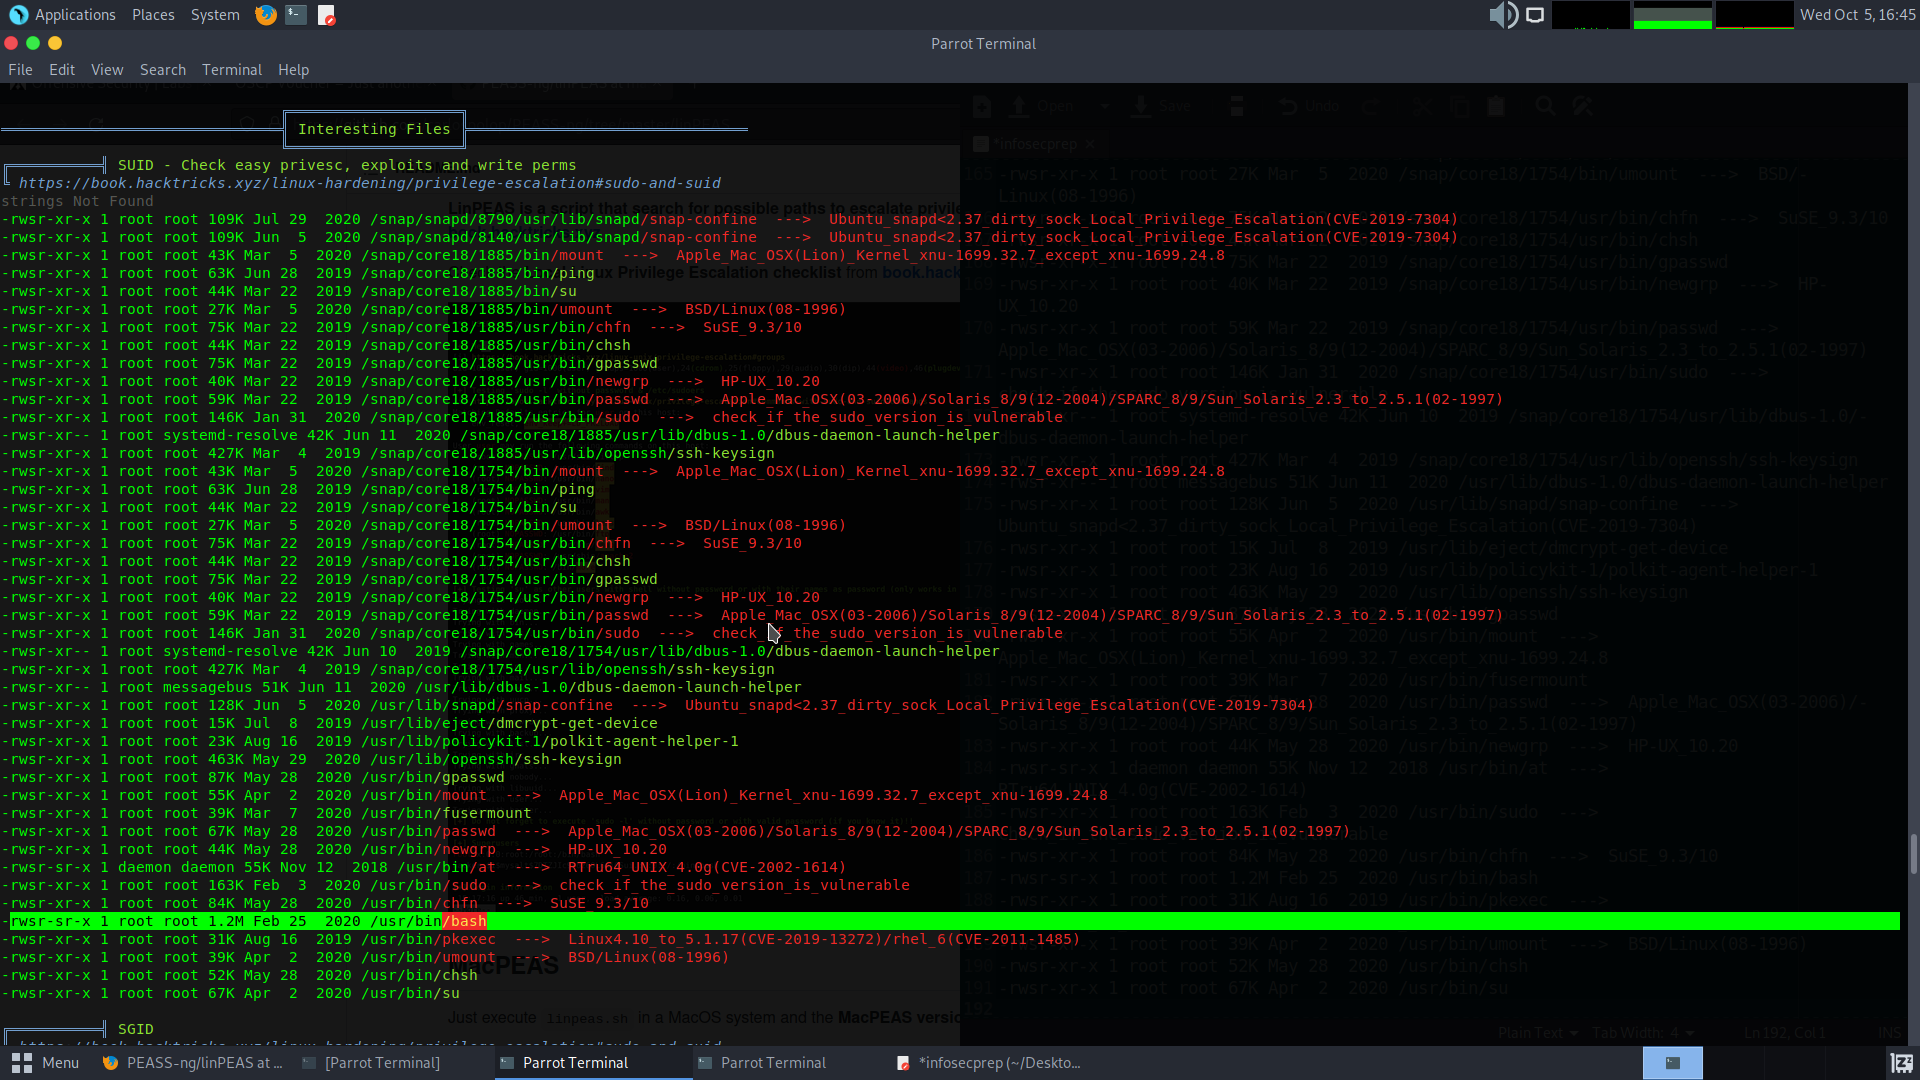 Applications Places System Wed Oct 5, 16:45
Parrot Terminal
File Edit View Search Terminal Help
Open Save Undo
Interesting Files
*infosecprep
SUID - Check easy privesc, exploits and write perms
https://book.hacktricks.xyz/linux-hardening/privilege-escalation#sudo-and-suid
strings Not Found
-rwsr-xr-x 1 root root 109K Jul 29  2020 /snap/snapd/8790/usr/lib/snapd/snap-confine  --->  Ubuntu_snapd<2.37_dirty_sock_Local_Privilege_Escalation(CVE-2019-7304)
-rwsr-xr-x 1 root root 109K Jun  5  2020 /snap/snapd/8140/usr/lib/snapd/snap-confine  --->  Ubuntu_snapd<2.37_dirty_sock_Local_Privilege_Escalation(CVE-2019-7304)
-rwsr-xr-x 1 root root 43K Mar  5  2020 /snap/core18/1885/bin/mount  --->  Apple_Mac_OSX(Lion)_Kernel_xnu-1699.32.7_except_xnu-1699.24.8
-rwsr-xr-x 1 root root 63K Jun 28  2019 /snap/core18/1885/bin/ping
-rwsr-xr-x 1 root root 44K Mar 22  2019 /snap/core18/1885/bin/su
-rwsr-xr-x 1 root root 27K Mar  5  2020 /snap/core18/1885/bin/umount  --->  BSD/Linux(08-1996)
-rwsr-xr-x 1 root root 75K Mar 22  2019 /snap/core18/1885/usr/bin/chfn  --->  SuSE_9.3/10
-rwsr-xr-x 1 root root 44K Mar 22  2019 /snap/core18/1885/usr/bin/chsh
-rwsr-xr-x 1 root root 75K Mar 22  2019 /snap/core18/1885/usr/bin/gpasswd
-rwsr-xr-x 1 root root 40K Mar 22  2019 /snap/core18/1885/usr/bin/newgrp  --->  HP-UX_10.20
-rwsr-xr-x 1 root root 59K Mar 22  2019 /snap/core18/1885/usr/bin/passwd  --->  Apple_Mac_OSX(03-2006)/Solaris_8/9(12-2004)/SPARC_8/9/Sun_Solaris_2.3_to_2.5.1(02-1997)
-rwsr-xr-x 1 root root 146K Jan 31  2020 /snap/core18/1885/usr/bin/sudo  --->  check_if_the_sudo_version_is_vulnerable
-rwsr-xr-- 1 root systemd-resolve 42K Jun 11  2020 /snap/core18/1885/usr/lib/dbus-1.0/dbus-daemon-launch-helper
-rwsr-xr-x 1 root root 427K Mar  4  2019 /snap/core18/1885/usr/lib/openssh/ssh-keysign
-rwsr-xr-x 1 root root 43K Mar  5  2020 /snap/core18/1754/bin/mount  --->  Apple_Mac_OSX(Lion)_Kernel_xnu-1699.32.7_except_xnu-1699.24.8
-rwsr-xr-x 1 root root 63K Jun 28  2019 /snap/core18/1754/bin/ping
-rwsr-xr-x 1 root root 44K Mar 22  2019 /snap/core18/1754/bin/su
-rwsr-xr-x 1 root root 27K Mar  5  2020 /snap/core18/1754/bin/umount  --->  BSD/Linux(08-1996)
-rwsr-xr-x 1 root root 75K Mar 22  2019 /snap/core18/1754/usr/bin/chfn  --->  SuSE_9.3/10
-rwsr-xr-x 1 root root 44K Mar 22  2019 /snap/core18/1754/usr/bin/chsh
-rwsr-xr-x 1 root root 75K Mar 22  2019 /snap/core18/1754/usr/bin/gpasswd
-rwsr-xr-x 1 root root 40K Mar 22  2019 /snap/core18/1754/usr/bin/newgrp  --->  HP-UX_10.20
-rwsr-xr-x 1 root root 59K Mar 22  2019 /snap/core18/1754/usr/bin/passwd  --->  Apple_Mac_OSX(03-2006)/Solaris_8/9(12-2004)/SPARC_8/9/Sun_Solaris_2.3_to_2.5.1(02-1997)
-rwsr-xr-x 1 root root 146K Jan 31  2020 /snap/core18/1754/usr/bin/sudo  --->  check_if_the_sudo_version_is_vulnerable
-rwsr-xr-- 1 root systemd-resolve 42K Jun 10  2019 /snap/core18/1754/usr/lib/dbus-1.0/dbus-daemon-launch-helper
-rwsr-xr-x 1 root root 427K Mar  4  2019 /snap/core18/1754/usr/lib/openssh/ssh-keysign
-rwsr-xr-- 1 root messagebus 51K Jun 11  2020 /usr/lib/dbus-1.0/dbus-daemon-launch-helper
-rwsr-xr-x 1 root root 128K Jun  5  2020 /usr/lib/snapd/snap-confine  --->  Ubuntu_snapd<2.37_dirty_sock_Local_Privilege_Escalation(CVE-2019-7304)
-rwsr-xr-x 1 root root 15K Jul  8  2019 /usr/lib/eject/dmcrypt-get-device
-rwsr-xr-x 1 root root 23K Aug 16  2019 /usr/lib/policykit-1/polkit-agent-helper-1
-rwsr-xr-x 1 root root 463K May 29  2020 /usr/lib/openssh/ssh-keysign
-rwsr-xr-x 1 root root 87K May 28  2020 /usr/bin/gpasswd
-rwsr-xr-x 1 root root 55K Apr  2  2020 /usr/bin/mount  --->  Apple_Mac_OSX(Lion)_Kernel_xnu-1699.32.7_except_xnu-1699.24.8
-rwsr-xr-x 1 root root 39K Mar  7  2020 /usr/bin/fusermount
-rwsr-xr-x 1 root root 67K May 28  2020 /usr/bin/passwd  --->  Apple_Mac_OSX(03-2006)/Solaris_8/9(12-2004)/SPARC_8/9/Sun_Solaris_2.3_to_2.5.1(02-1997)
-rwsr-xr-x 1 root root 44K May 28  2020 /usr/bin/newgrp  --->  HP-UX_10.20
-rwsr-sr-x 1 daemon daemon 55K Nov 12  2018 /usr/bin/at  --->  RTru64_UNIX_4.0g(CVE-2002-1614)
-rwsr-xr-x 1 root root 163K Feb  3  2020 /usr/bin/sudo  --->  check_if_the_sudo_version_is_vulnerable
-rwsr-xr-x 1 root root 84K May 28  2020 /usr/bin/chfn  --->  SuSE_9.3/10
-rwsr-sr-x 1 root root 1.2M Feb 25  2020 /usr/bin/bash
-rwsr-xr-x 1 root root 31K Aug 16  2019 /usr/bin/pkexec  --->  Linux4.10_to_5.1.17(CVE-2019-13272)/rhel_6(CVE-2011-1485)
-rwsr-xr-x 1 root root 39K Apr  2  2020 /usr/bin/umount  --->  BSD/Linux(08-1996)
-rwsr-xr-x 1 root root 52K May 28  2020 /usr/bin/chsh
-rwsr-xr-x 1 root root 67K Apr  2  2020 /usr/bin/su
MacPEAS
Just execute linpeas.sh in a MacOS system and the MacPEAS
SGID
Plain Text Tab Width: 4 Ln 192, Col 1 INS
Menu PEASS-ng/linPEAS at ... [Parrot Terminal] Parrot Terminal Parrot Terminal *infosecprep (~/Deskto...